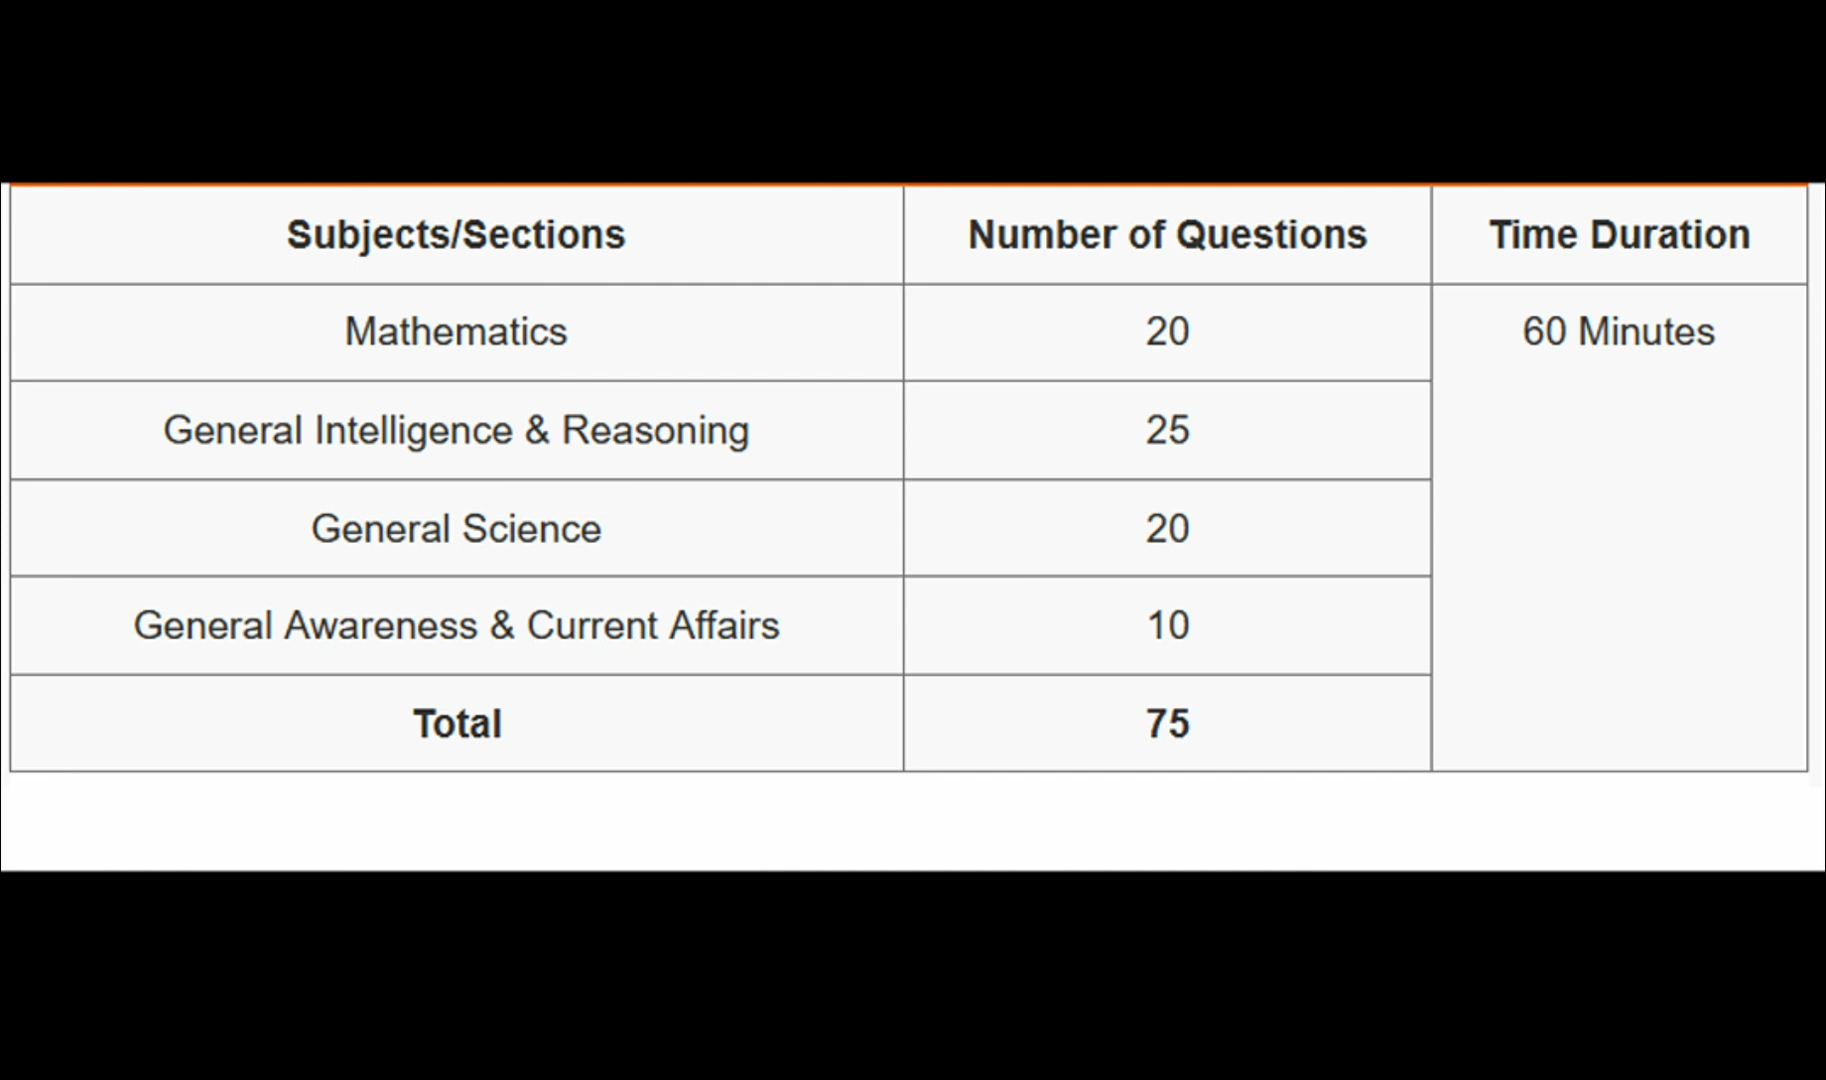 Subjects/Sections Number of Questions Time Duration
Mathematics 20 60 Minutes
General Intelligence & Reasoning 25
General Science 20
General Awareness & Current Affairs 10
Total 75